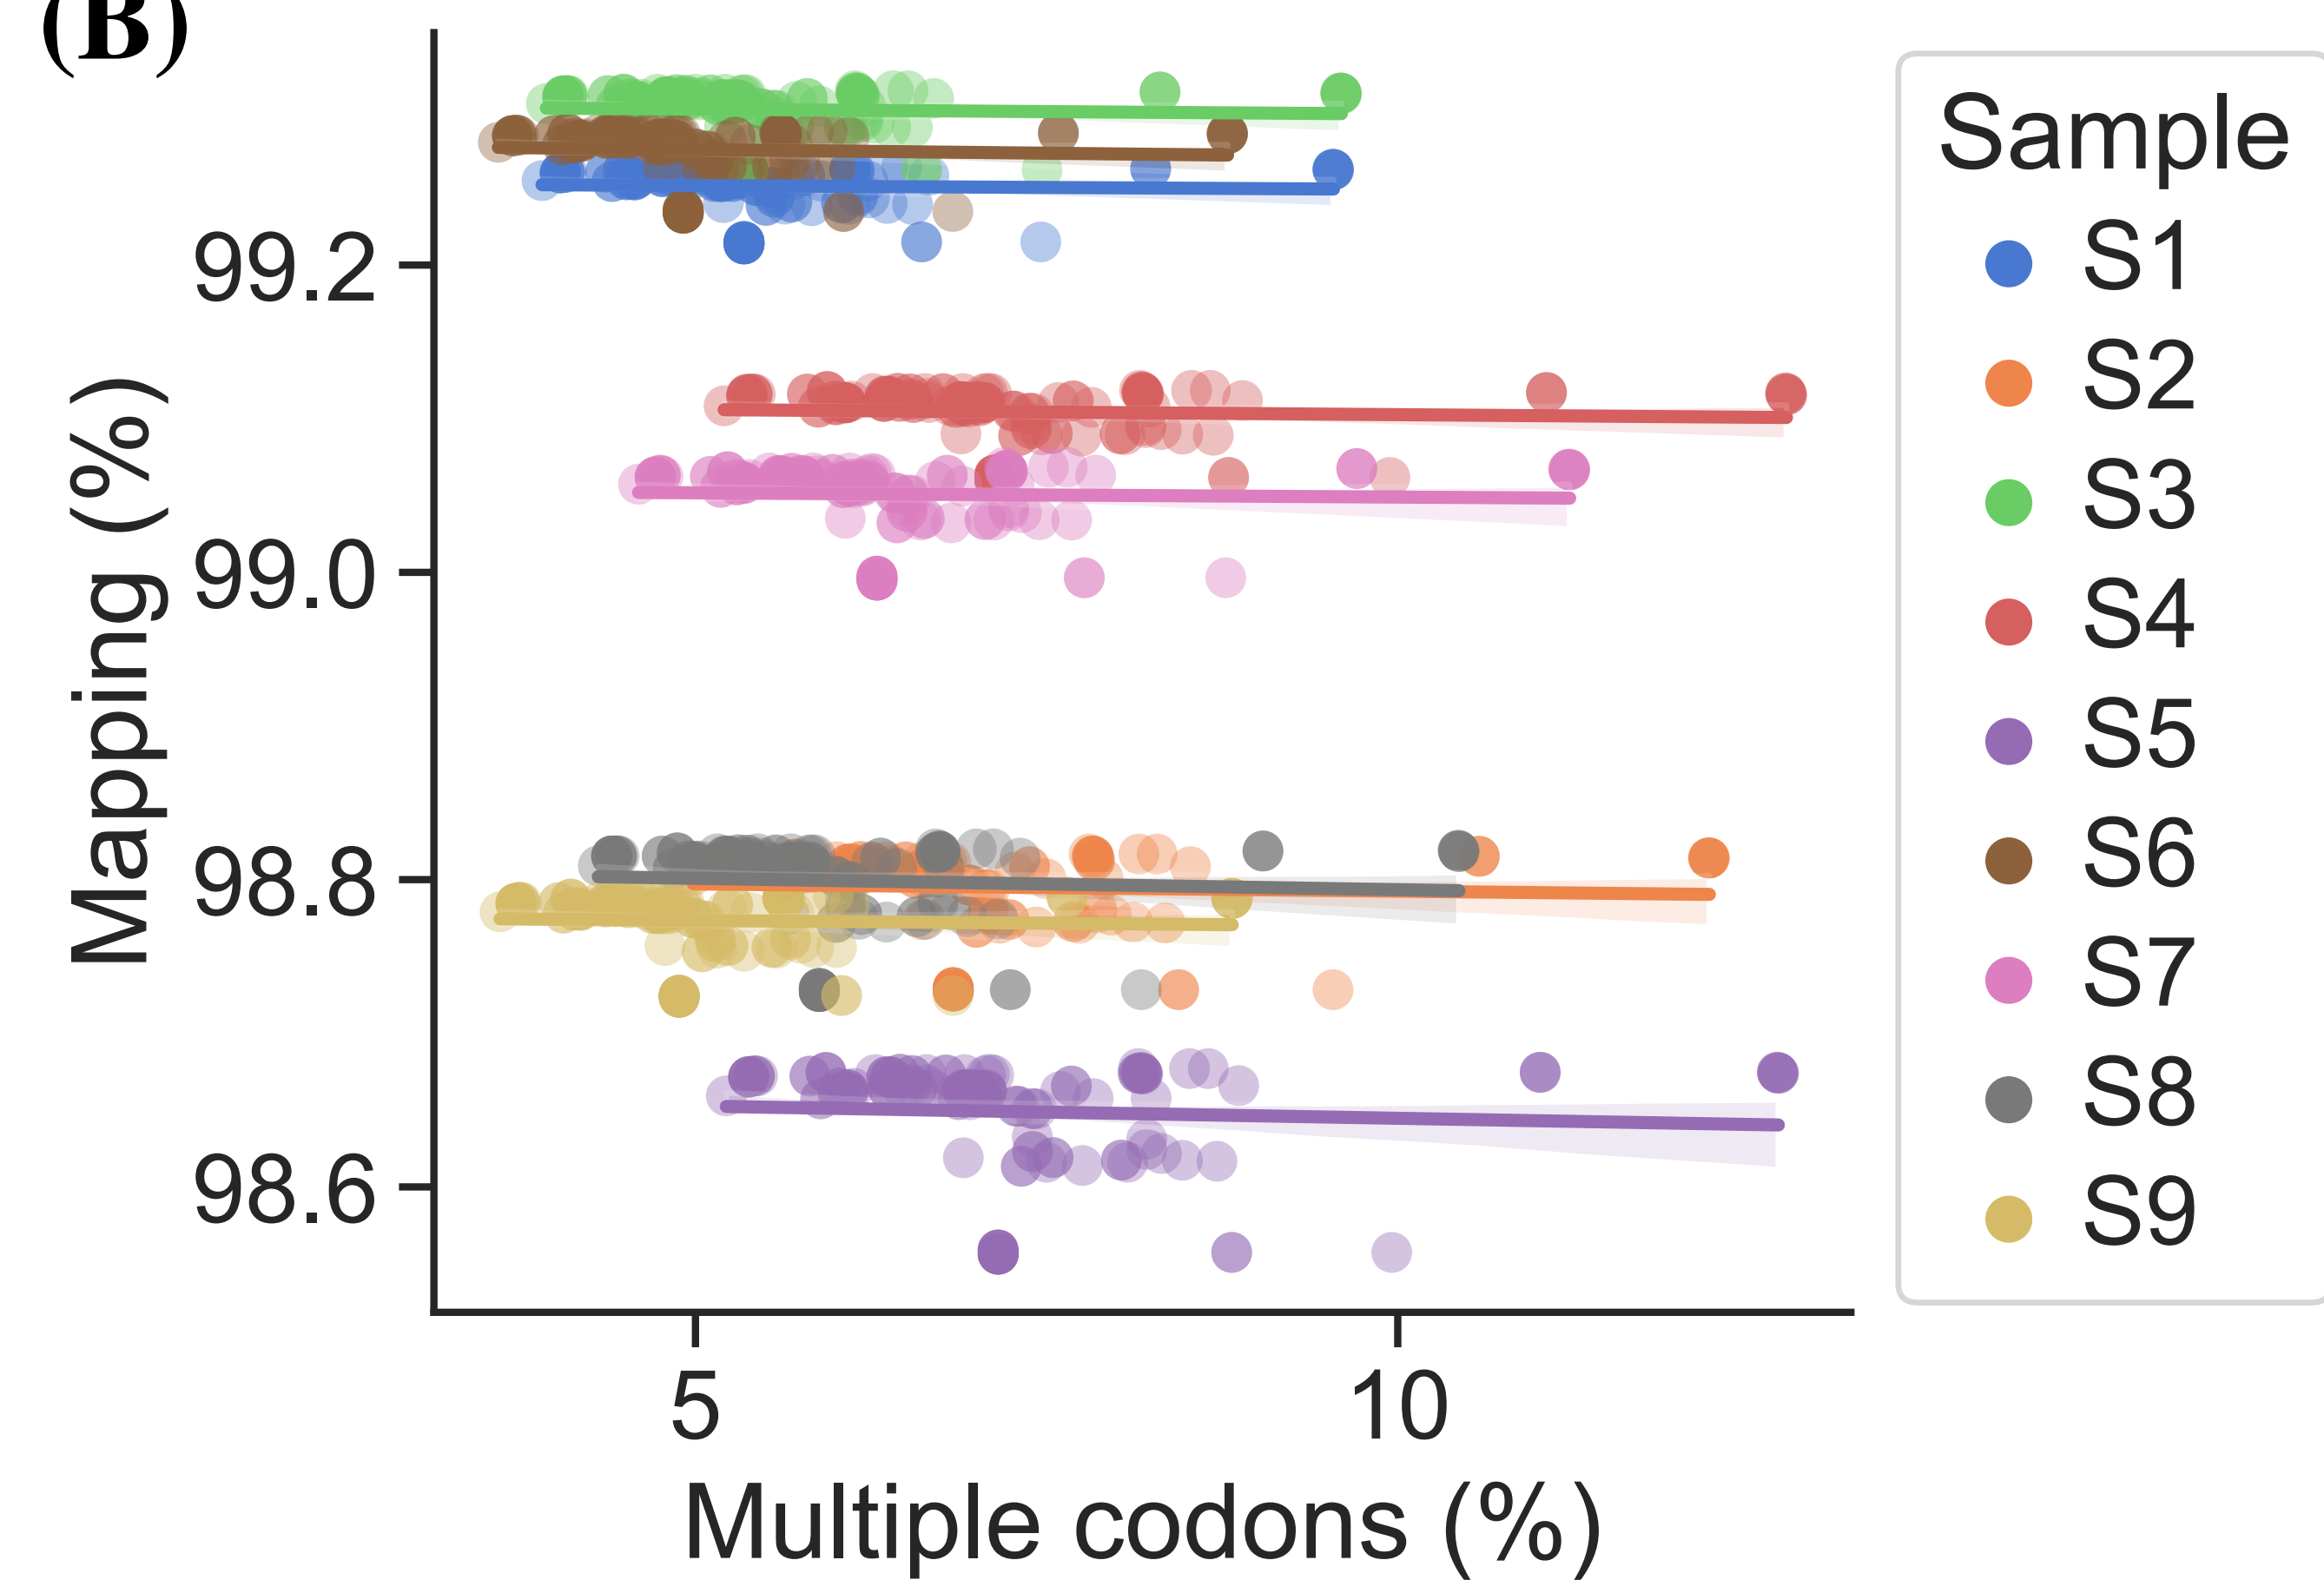 (B)
Mapping (%)
99.2
99.0
98.8
98.6
5
10
Multiple codons (%)
Sample
S1
S2
S3
S4
S5
S6
S7
S8
S9